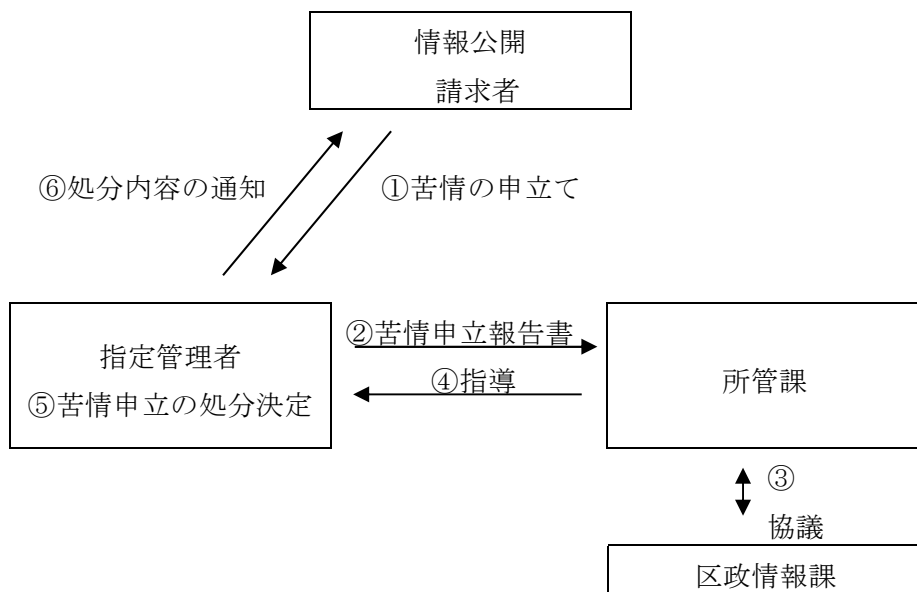 情報公開
請求者
⑥処分内容の通知
①苦情の申立て
②苦情申立報告書
指定管理者
⑤苦情申立の処分決定
④指導
所管課
③
協議
区政情報課